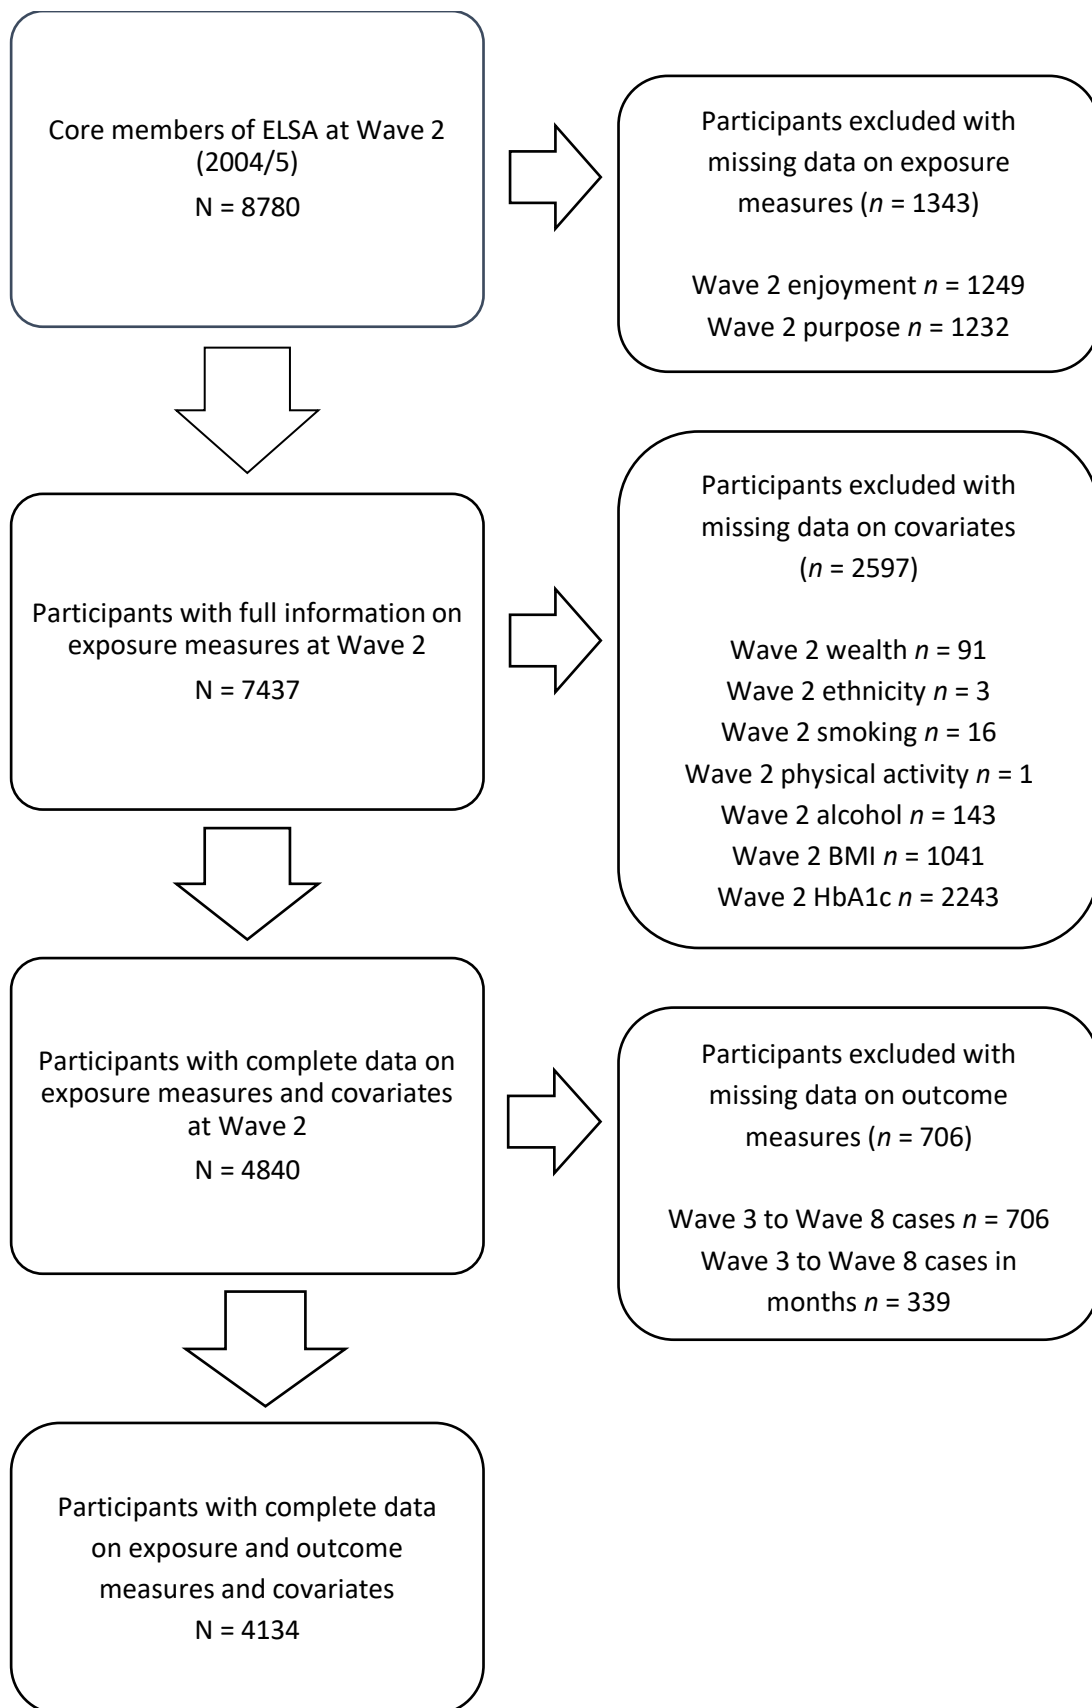 Core members of ELSA at Wave 2
(2004/5)
N = 8780
Participants excluded with
missing data on exposure
measures (n = 1343)
Wave 2 enjoyment n = 1249
Wave 2 purpose n = 1232
Participants with full information on
exposure measures at Wave 2
N = 7437
Participants excluded with
missing data on covariates
(n = 2597)
Wave 2 wealth n = 91
Wave 2 ethnicity n = 3
Wave 2 smoking n = 16
Wave 2 physical activity n = 1
Wave 2 alcohol n = 143
Wave 2 BMI n = 1041
Wave 2 HbA1c n = 2243
Participants with complete data on
exposure measures and covariates
at Wave 2
N = 4840
Participants excluded with
missing data on outcome
measures (n = 706)
Wave 3 to Wave 8 cases n = 706
Wave 3 to Wave 8 cases in
months n = 339
Participants with complete data
on exposure and outcome
measures and covariates
N = 4134